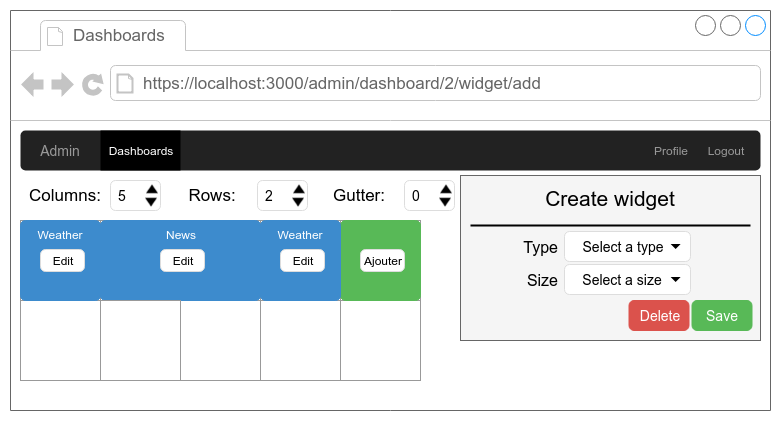 Dashboards
https://localhost:3000/admin/dashboard/2/widget/add
Admin Dashboards Profile Logout
Columns: 5 Rows: 2 Gutter: 0
Weather News Weather
Edit Edit Edit Ajouter
Create widget
Type Select a type
Size Select a size
Delete Save